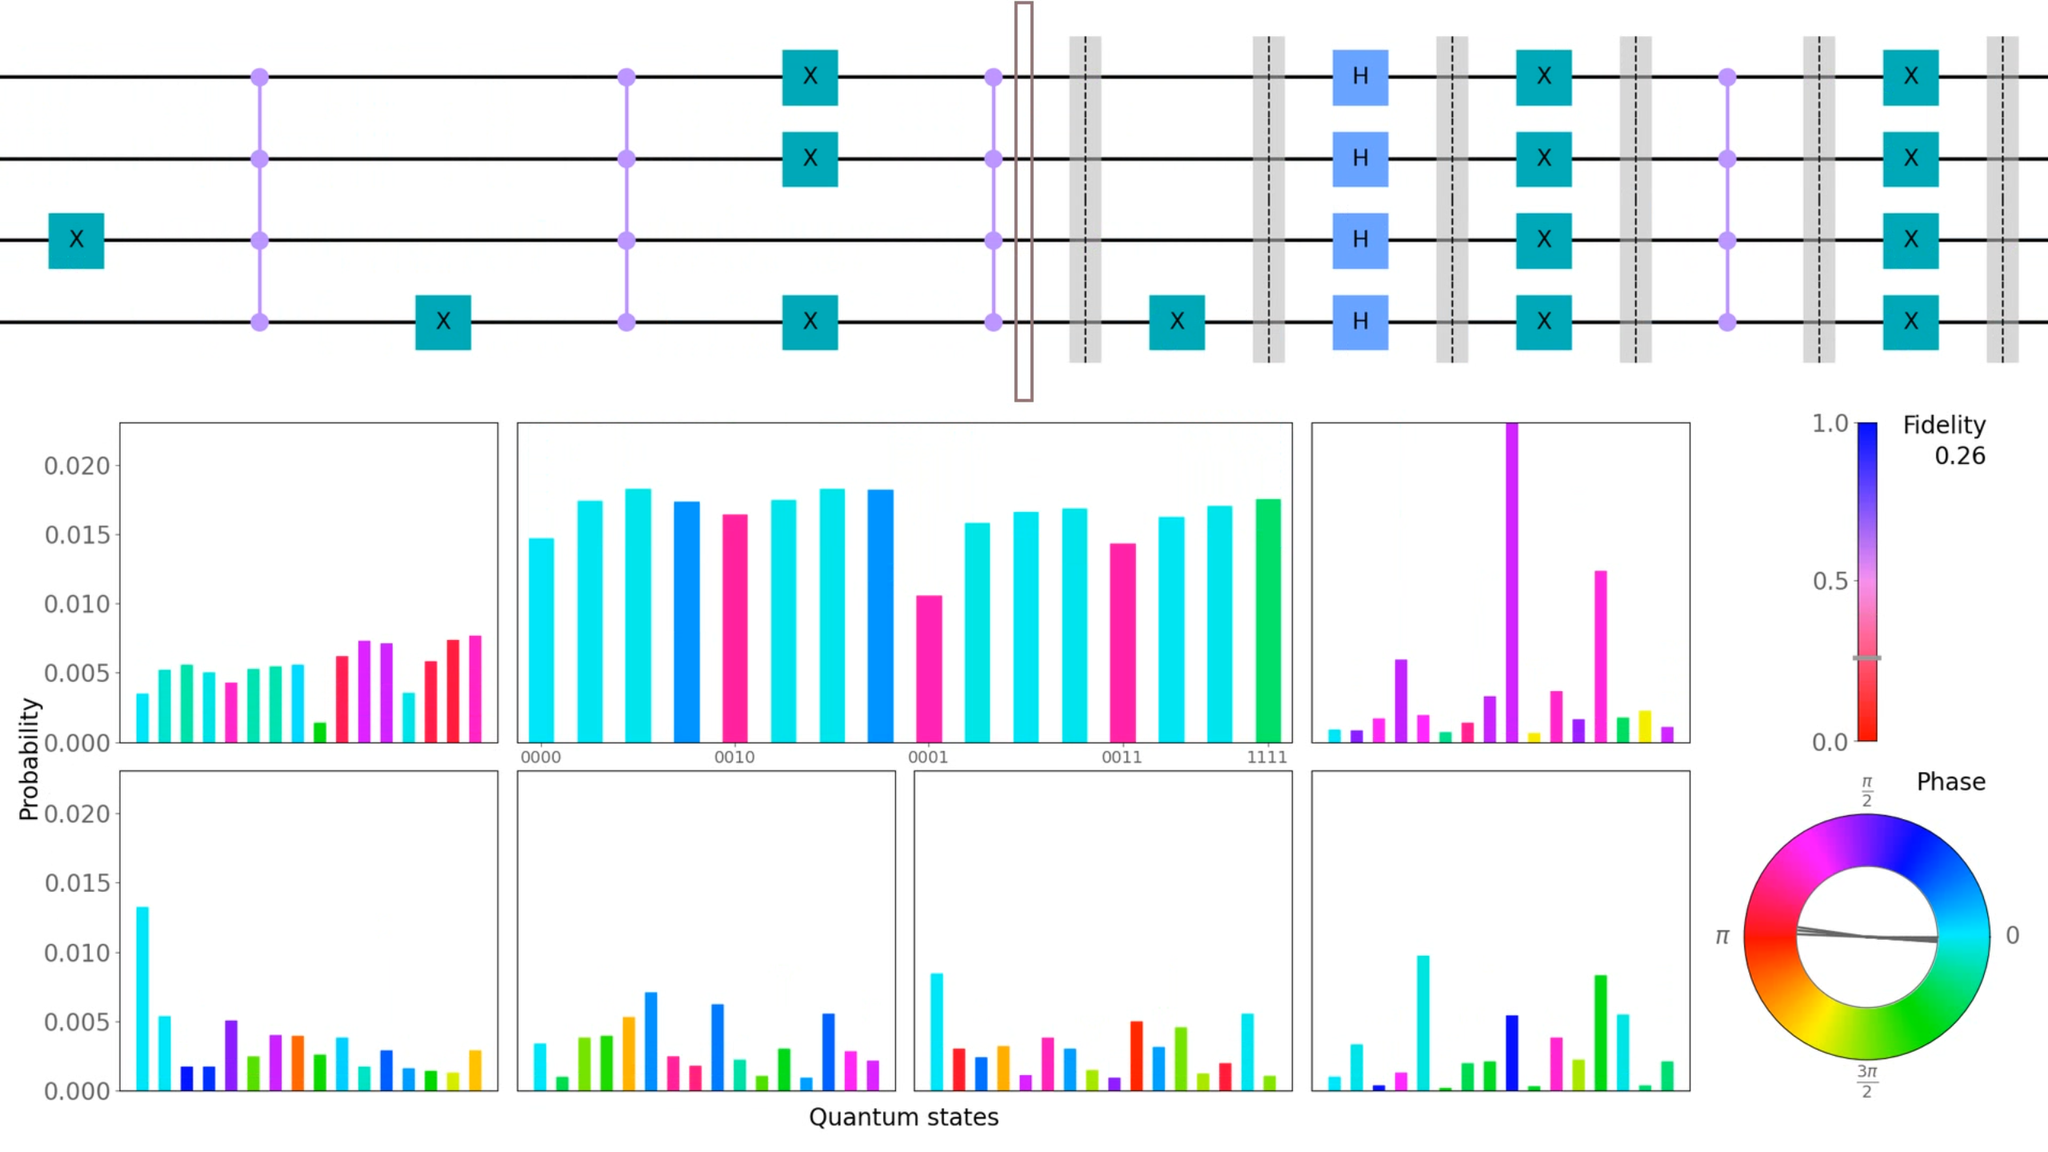 X H X X
X H X X
X H X X
X X X H X X
0.020
0.015
0.010
0.005
0.000
0000 0010 0001 0011 1111
1.0
0.5
0.0
Fidelity
0.26
Probability
0.020
0.015
0.010
0.005
0.000
Quantum states
Phase
π/2
π
0
3π/2